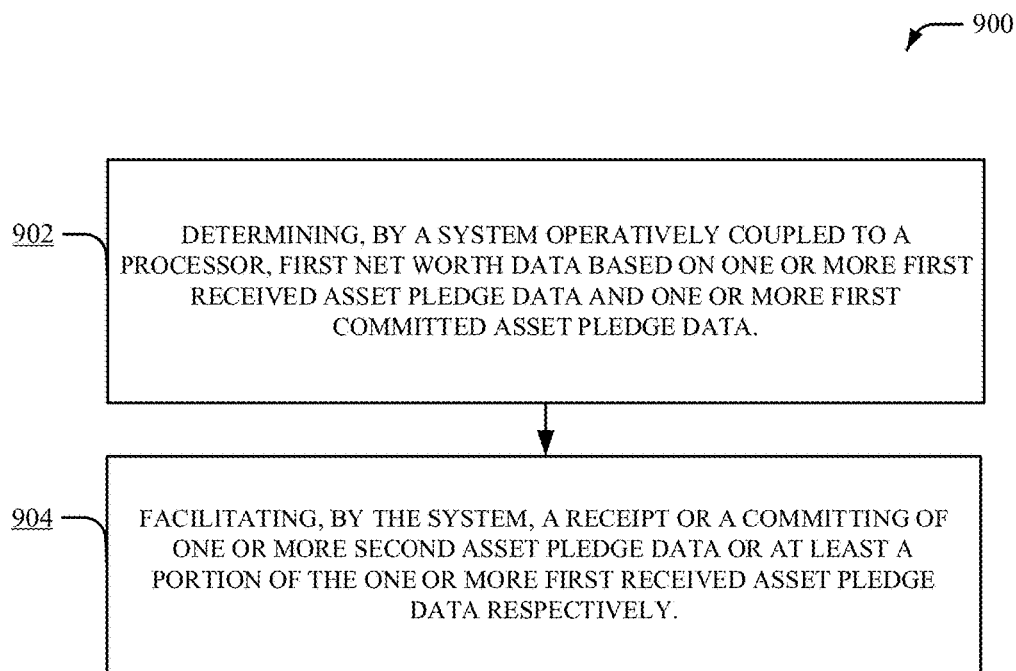 900
902
DETERMINING, BY A SYSTEM OPERATIVELY COUPLED TO A
PROCESSOR, FIRST NET WORTH DATA BASED ON ONE OR MORE FIRST
RECEIVED ASSET PLEDGE DATA AND ONE OR MORE FIRST
COMMITTED ASSET PLEDGE DATA.
904
FACILITATING, BY THE SYSTEM, A RECEIPT OR A COMMITTING OF
ONE OR MORE SECOND ASSET PLEDGE DATA OR AT LEAST A
PORTION OF THE ONE OR MORE FIRST RECEIVED ASSET PLEDGE
DATA RESPECTIVELY.